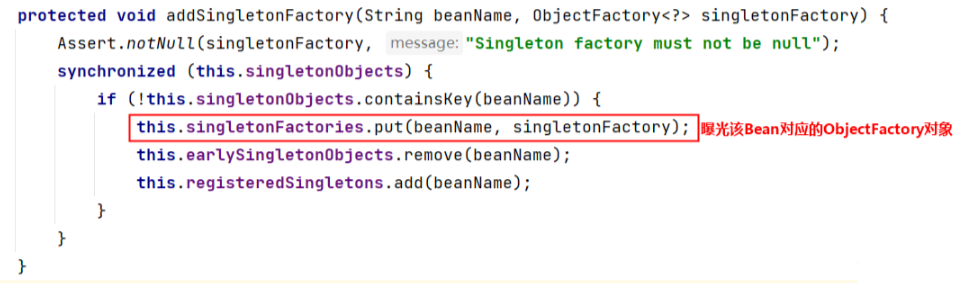 protected void addSingletonFactory(String beanName, ObjectFactory<?> singletonFactory) {
    Assert.notNull(singletonFactory, message: "Singleton factory must not be null");
    synchronized (this.singletonObjects) {
        if (!this.singletonObjects.containsKey(beanName)) {
            this.singletonFactories.put(beanName, singletonFactory); 曝光该Bean对应的ObjectFactory对象
            this.earlySingletonObjects.remove(beanName);
            this.registeredSingletons.add(beanName);
        }
    }
}